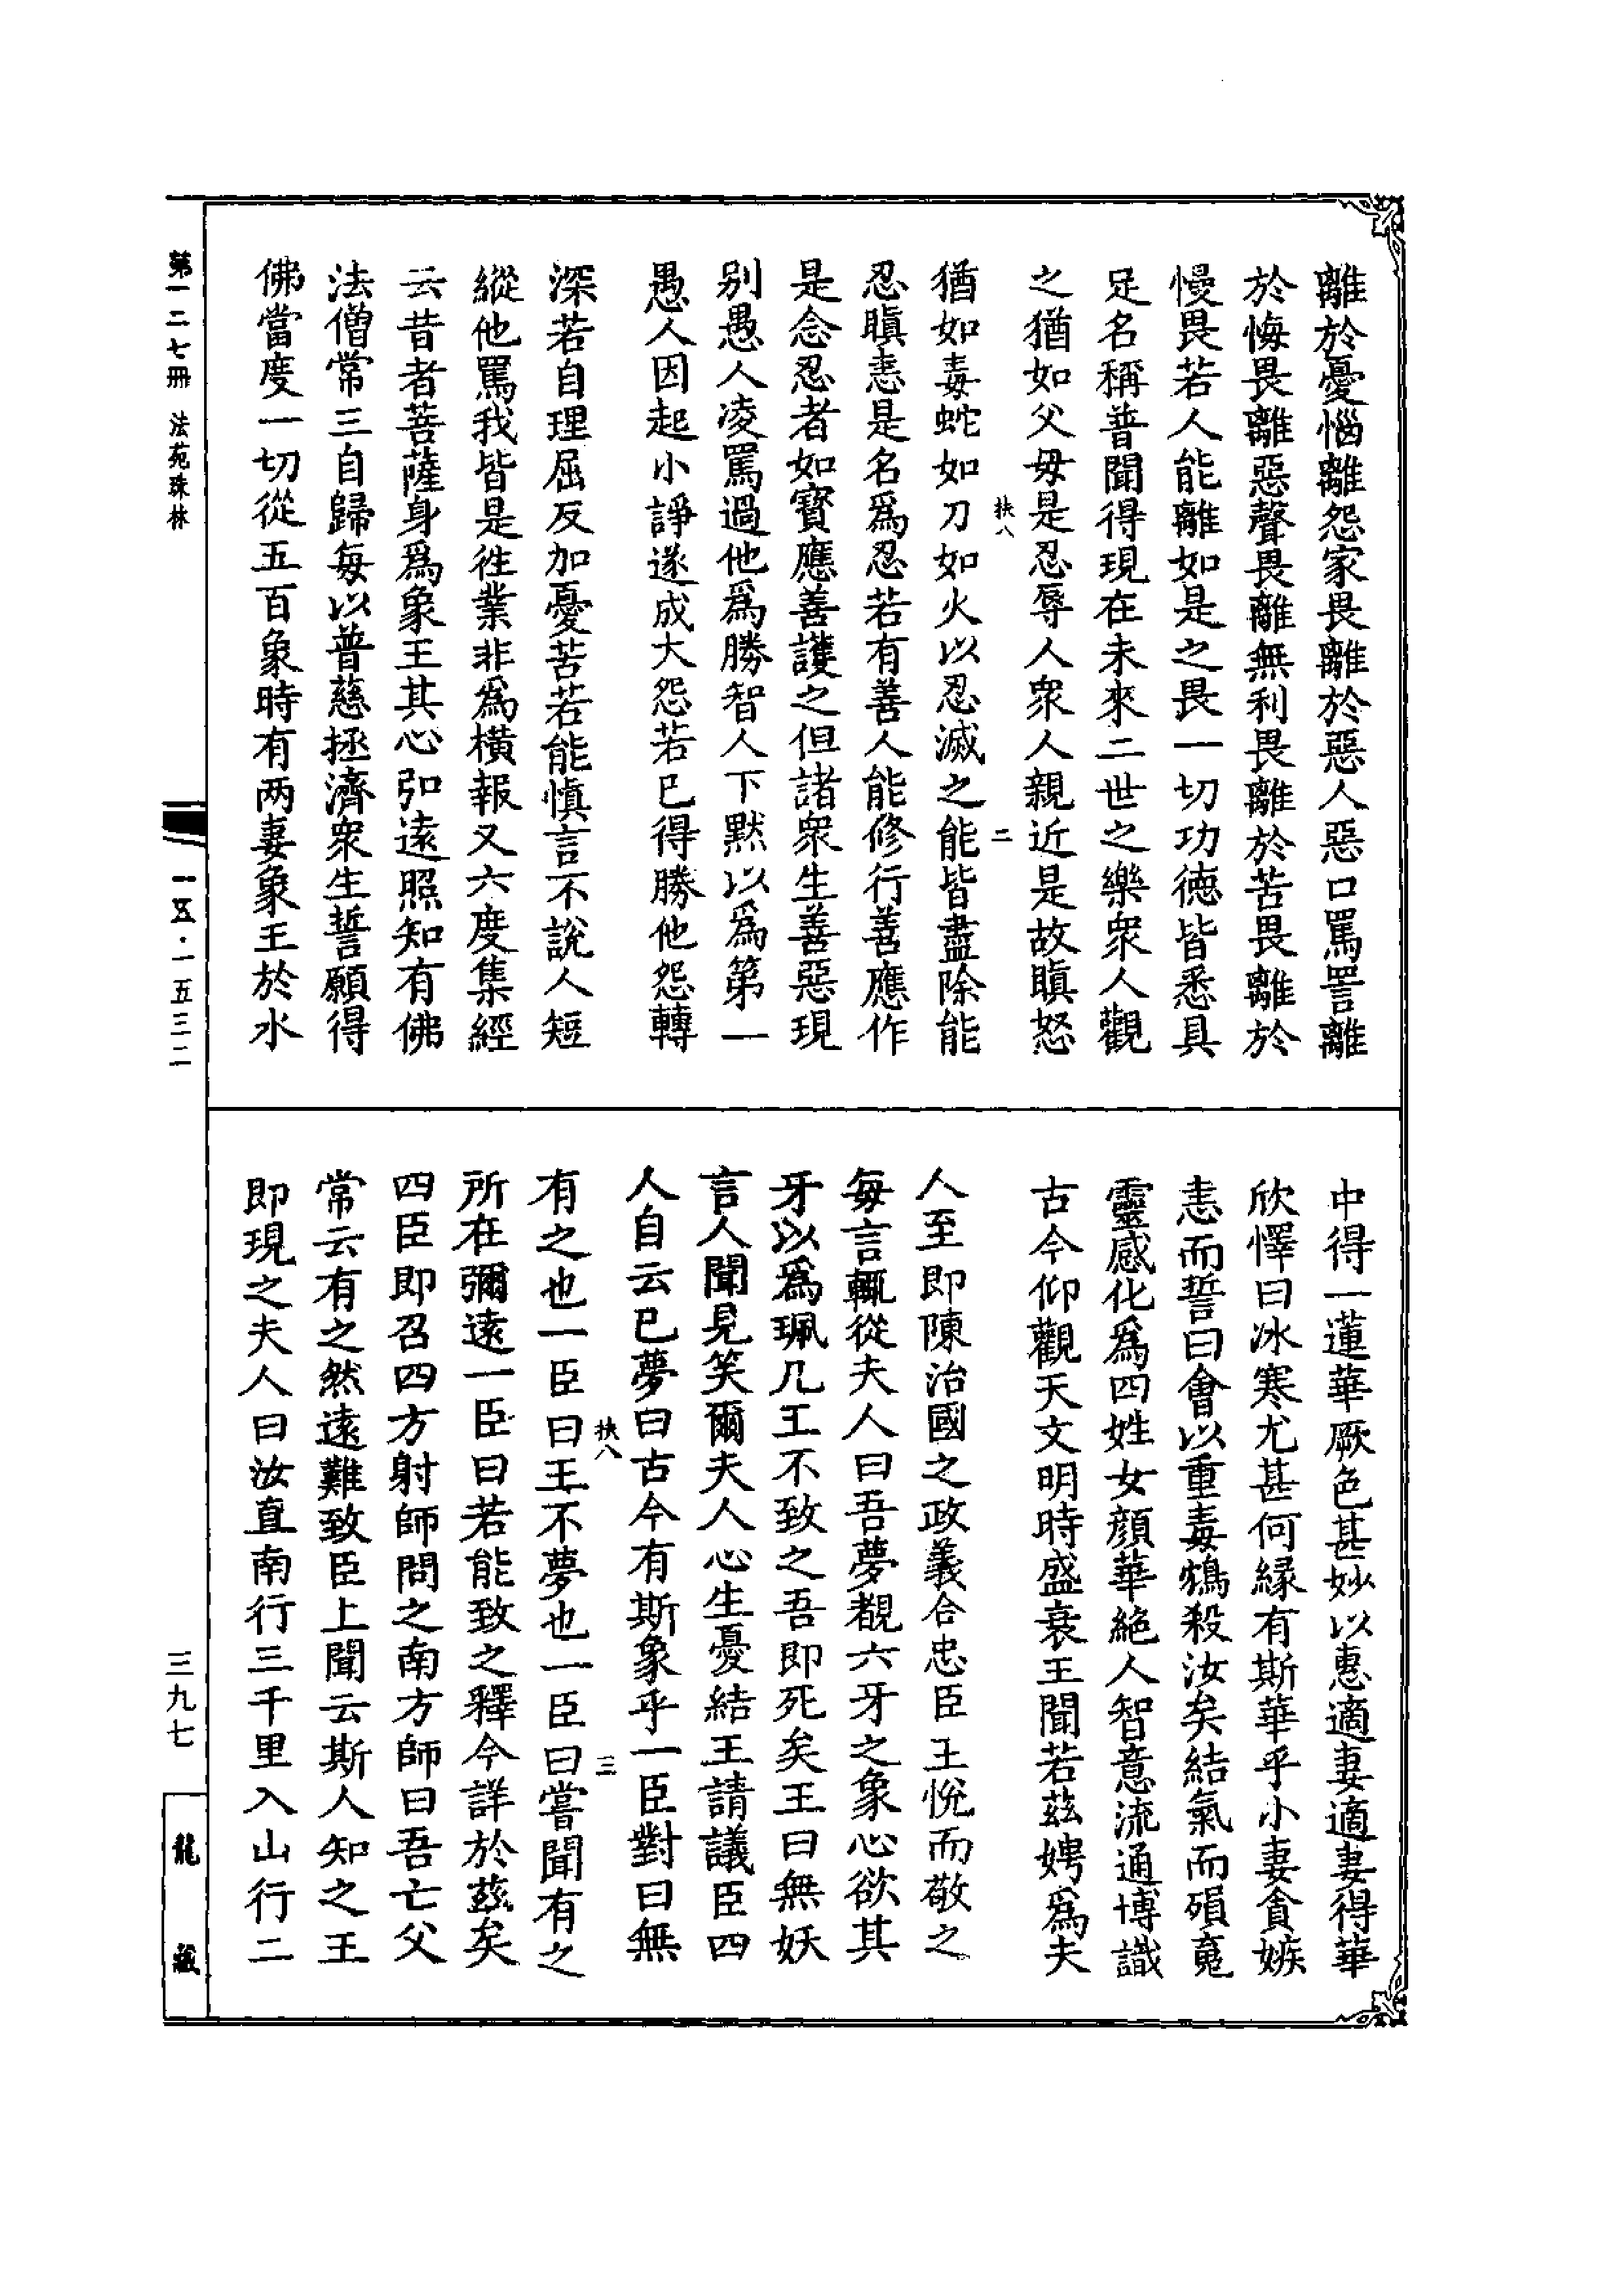 離於憂惱離怨家畏離於惡人惡口罵詈離
於悔畏離惡聲畏離無利畏離於苦畏離於
慢畏若人能離如是之畏一切功德皆悉具
足名稱普聞得現在未來二世之樂衆人觀
之猶如父母是忍辱人衆人親近是故瞋怒
扶八
二
猶如毒蛇如刀如火以忍滅之能皆盡除能
忍瞋恚是名爲忍若有善人能修行善應作
是念忍者如寳應善護之但諸衆生善惡現
别愚人凌罵過他爲勝智人下黙以爲第一
愚人因起小諍遂成大怨若已得勝他怨轉
深若自理屈反加憂苦若能慎言不說人短
縱他罵我皆是徃業非爲橫報又六度集經
云昔者菩薩身爲象王其心弘遠照知有佛
法僧常三自歸每以普慈拯濟衆生誓願得
佛當度一切從五百象時有两妻象王於水
中得一蓮華厥色甚妙以惠適妻適妻得華
欣懌曰冰寒尤甚何緣有斯華乎小妻貪嫉
恚而誓曰會以重毒鴆殺汝矣結氣而殞䰟
靈感化爲四姓女顔華絶人智意流通博識
古今仰觀天文明時盛衰王聞若茲娉爲夫
人至即陳治國之政義合忠臣王悅而敬之
每言輒從夫人曰吾夢覩六牙之象心欲其
牙以爲珮几王不致之吾即死矣王曰無妖
言人聞見笑爾夫人心生憂結王請議臣四
人自云已夢曰古今有斯象乎一臣對曰無
扶八
三
有之也一臣曰王不夢也一臣曰嘗聞有之
所在彌遠一臣曰若能致之釋今詳於茲矣
四臣即召四方射師問之南方師曰吾亡父
常云有之然遠難致臣上聞云斯人知之王
即現之夫人曰汝直南行三千里入山行二
第一二七冊 法苑珠林
一五·一五三二
三九七
龍藏